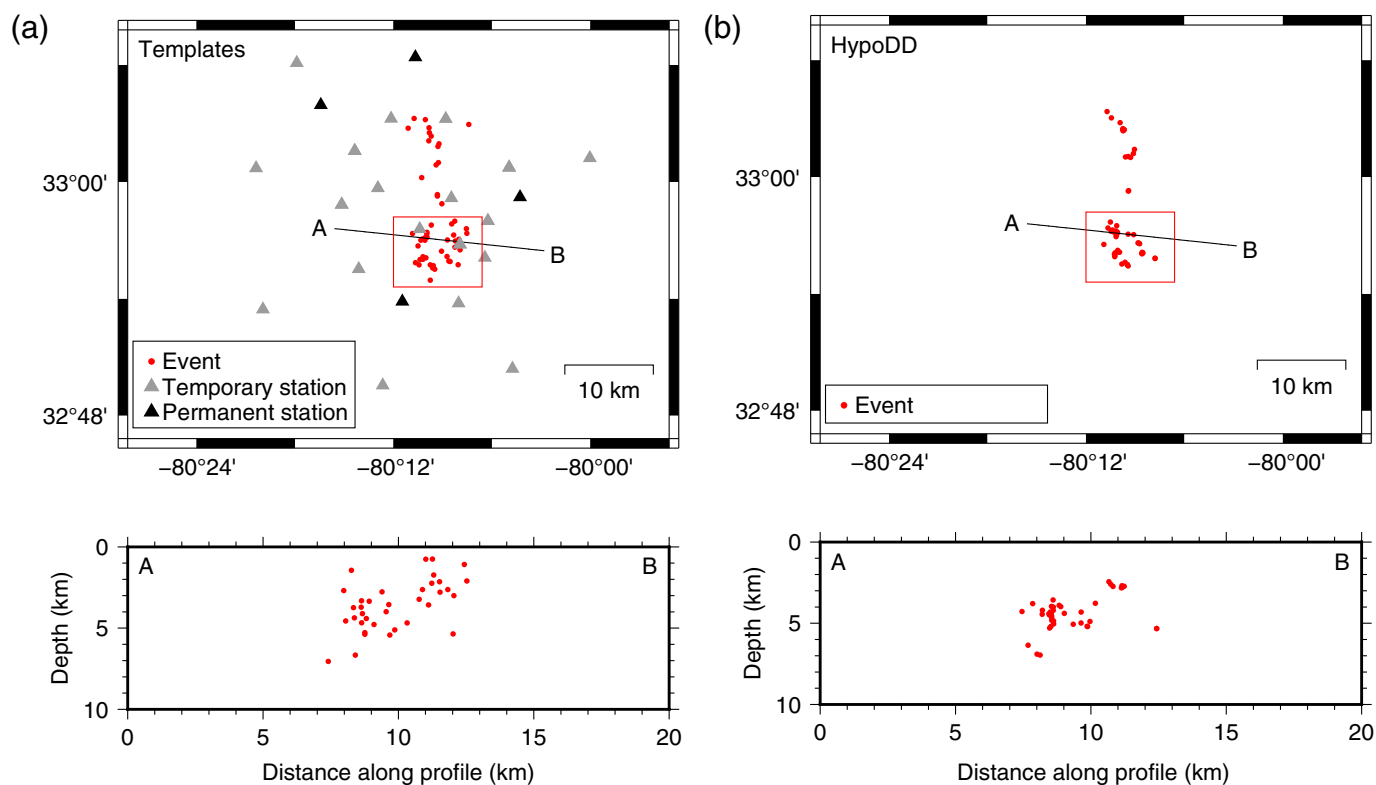 (a)
Templates
33°00'
32°48'
A
B
Event
Temporary station
Permanent station
10 km
−80°24'
−80°12'
−80°00'
0
5
10
Depth (km)
A
B
0
5
10
15
20
Distance along profile (km)
(b)
HypoDD
33°00'
32°48'
A
B
Event
10 km
−80°24'
−80°12'
−80°00'
0
5
10
Depth (km)
A
B
0
5
10
15
20
Distance along profile (km)